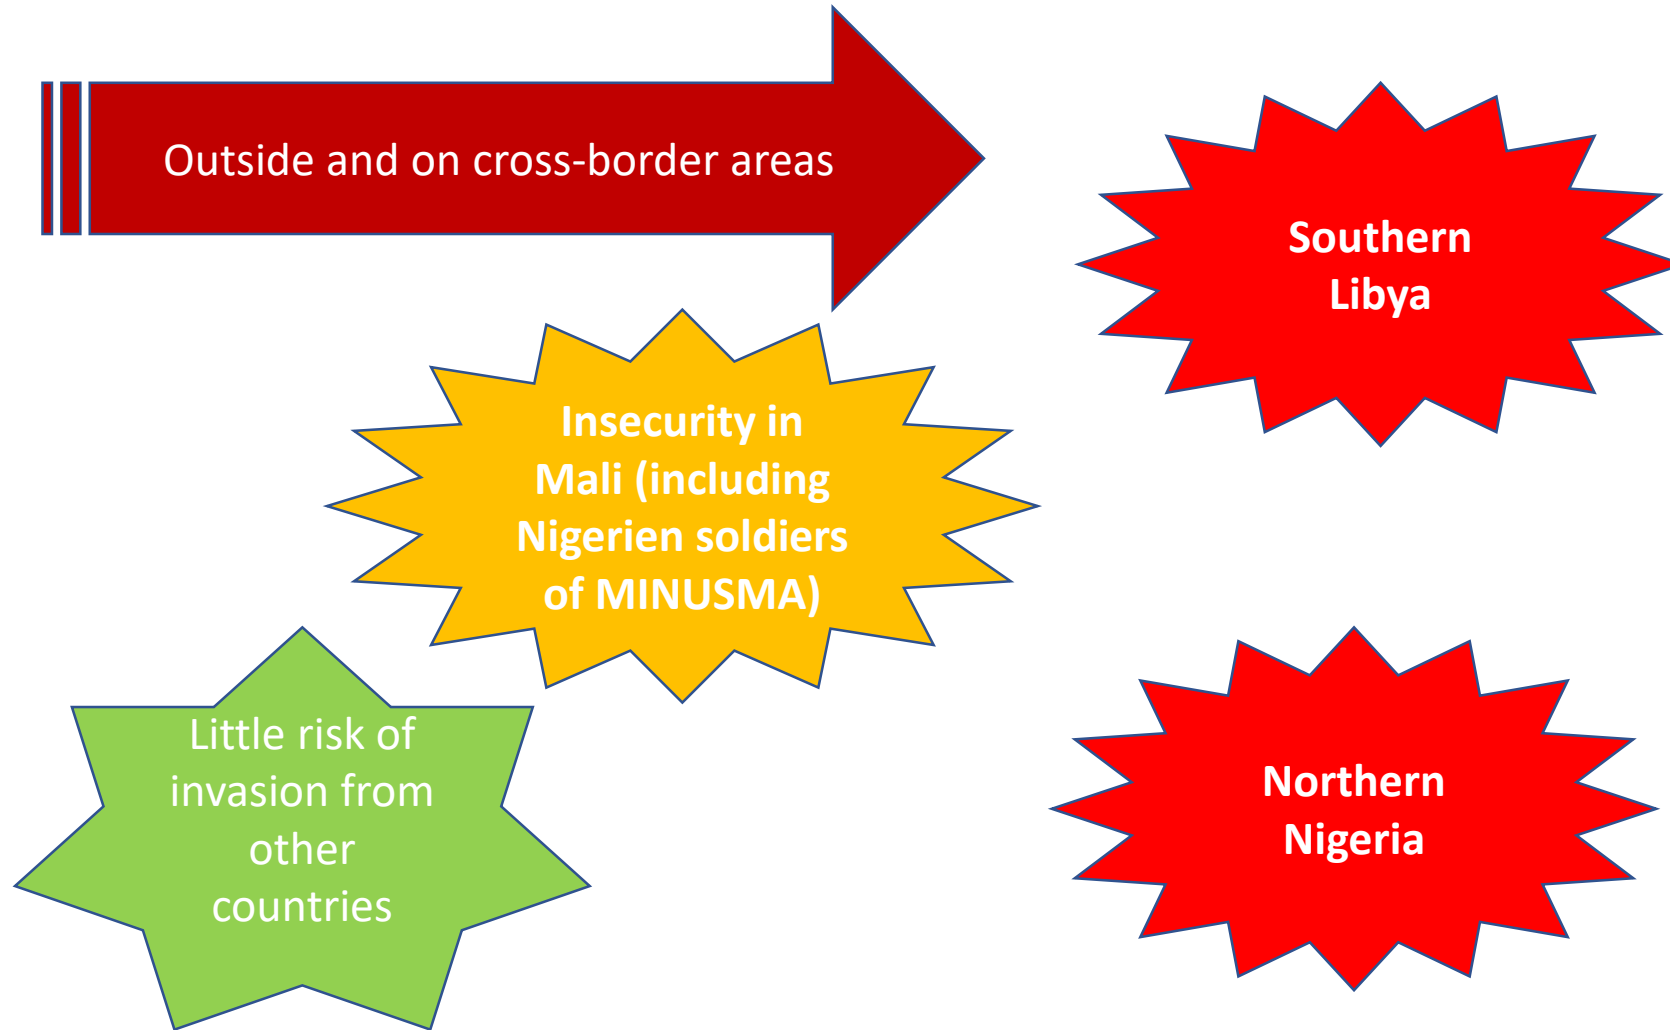 Outside and on cross-border areas
Southern
Libya
Insecurity in
Mali (including
Nigerien soldiers
of MINUSMA)
Little risk of
invasion from
other
countries
Northern
Nigeria